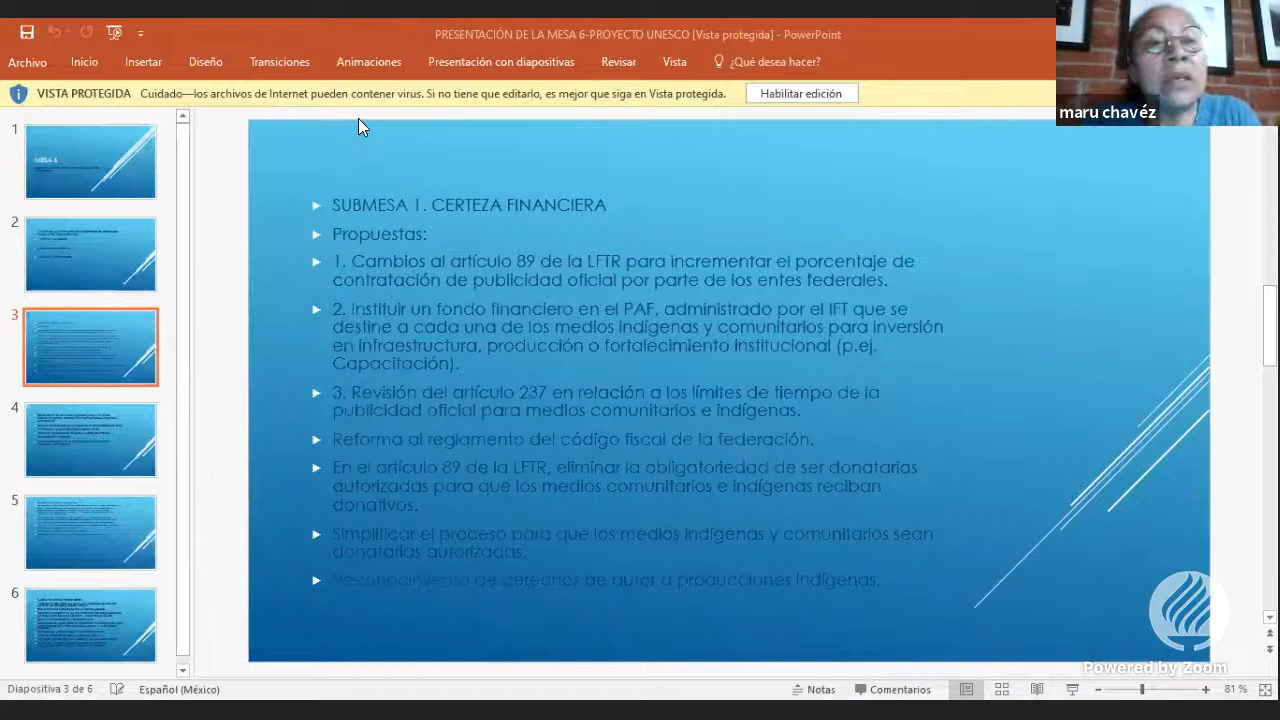 PRESENTACIÓN DE LA MESA 6-PROYECTO UNESCO [Vista protegida] - PowerPoint
Archivo Inicio Insertar Diseño Transiciones Animaciones Presentación con diapositivas Revisar Vista ¿Qué desea hacer?
VISTA PROTEGIDA Cuidado—los archivos de Internet pueden contener virus. Si no tiene que editarlo, es mejor que siga en Vista protegida. Habilitar edición
maru chavéz
1
MESA 6
2
3
4
5
6
SUBMESA 1. CERTEZA FINANCIERA
Propuestas:
1. Cambios al artículo 89 de la LFTR para incrementar el porcentaje de
contratación de publicidad oficial por parte de los entes federales.
2. Instituir un fondo financiero en el PAF, administrado por el IFT que se
destine a cada una de los medios indígenas y comunitarios para inversión
en infraestructura, producción o fortalecimiento institucional (p.ej.
Capacitación).
3. Revisión del artículo 237 en relación a los límites de tiempo de la
publicidad oficial para medios comunitarios e indígenas.
Reforma al reglamento del código fiscal de la federación.
En el artículo 89 de la LFTR, eliminar la obligatoriedad de ser donatarias
autorizadas para que los medios comunitarios e indígenas reciban
donativos.
Simplificar el proceso para que los medios indígenas y comunitarios sean
donatarias autorizadas.
Reconocimiento de derechos de autor a producciones indígenas.
Powered by Zoom
Diapositiva 3 de 6 Español (México) Notas Comentarios 81 %